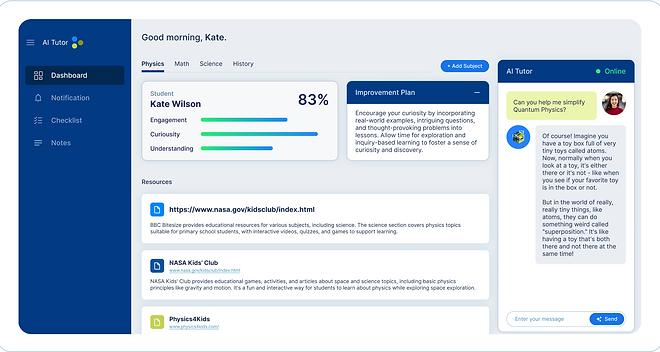 AI Tutor
Dashboard
Notification
Checklist
Notes
Good morning, Kate.
Physics Math Science History
+ Add Subject
Student
Kate Wilson
83%
Engagement
Curiousity
Understanding
Improvement Plan
Encourage your curiosity by incorporating
real-world examples, intriguing questions,
and thought-provoking problems into
lessons. Allow time for exploration and
inquiry-based learning to foster a sense of
curiosity and discovery.
Resources
https://www.nasa.gov/kidsclub/index.html
BBC Bitesize provides educational resources for various subjects, including science. The science section covers physics topics
suitable for primary school students, with interactive videos, quizzes, and games to support learning.
NASA Kids' Club
www.nasa.gov/kidsclub/index.html
NASA Kids' Club provides educational games, activities, and articles about space and science topics, including basic physics
principles like gravity and motion. It's a fun and interactive way for students to learn about physics while exploring space exploration.
Physics4Kids
www.physics4kids.com/
AI Tutor
Online
Can you help me simplify
Quantum Physics?
Of course! Imagine you
have a toy box full of very
tiny toys called atoms.
Now, normally when you
look at a toy, it's either
there or it's not - like when
you see if your favorite toy
is in the box or not.
But in the world of really,
really tiny things, like
atoms, they can do
something weird called
"superposition." It's like
having a toy that's both
there and not there at the
same time!
Enter your message
Send